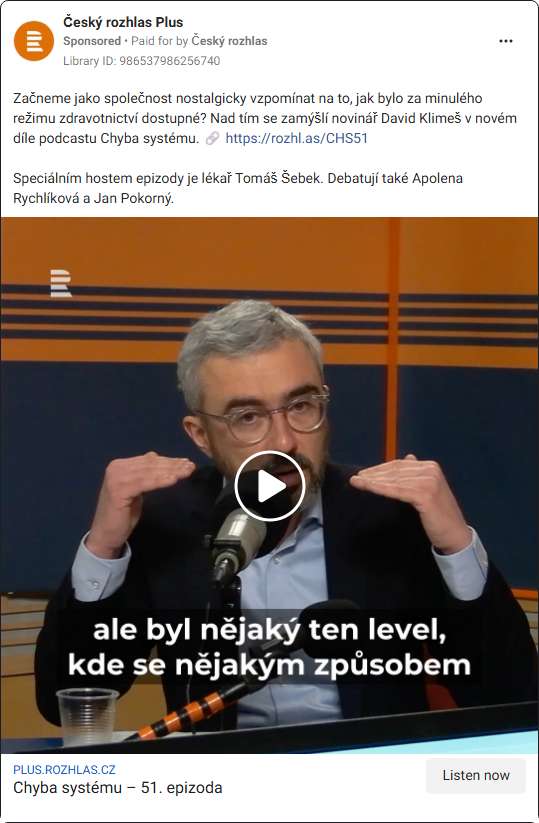 Český rozhlas Plus
Sponsored • Paid for by Český rozhlas
Library ID: 986537986256740
Začneme jako společnost nostalgicky vzpomínat na to, jak bylo za minulého
režimu zdravotnictví dostupné? Nad tím se zamýšlí novinář David Klimeš v novém
díle podcastu Chyba systému. 🔗 https://rozhl.as/CHS51
Speciálním hostem epizody je lékař Tomáš Šebek. Debatují také Apolena
Rychlíková a Jan Pokorný.
ale byl nějaký ten level,
kde se nějakým způsobem
PLUS.ROZHLAS.CZ
Chyba systému – 51. epizoda
Listen now